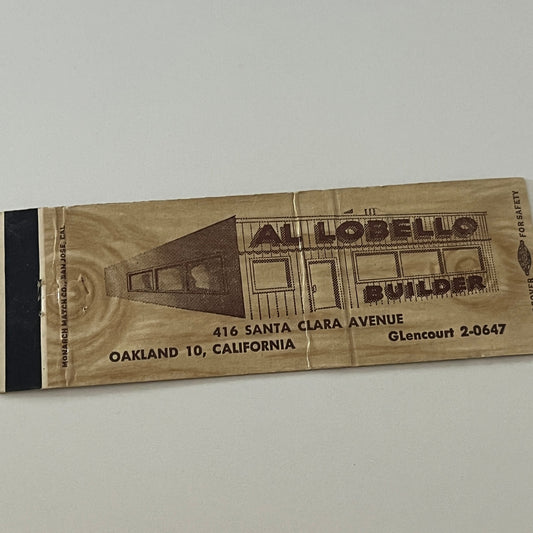 MONARCH MATCH CO., SAN JOSE, CAL.
AL LOBELLO
BUILDER
416 SANTA CLARA AVENUE
OAKLAND 10, CALIFORNIA
GLencourt 2-0647
FOR SAFETY